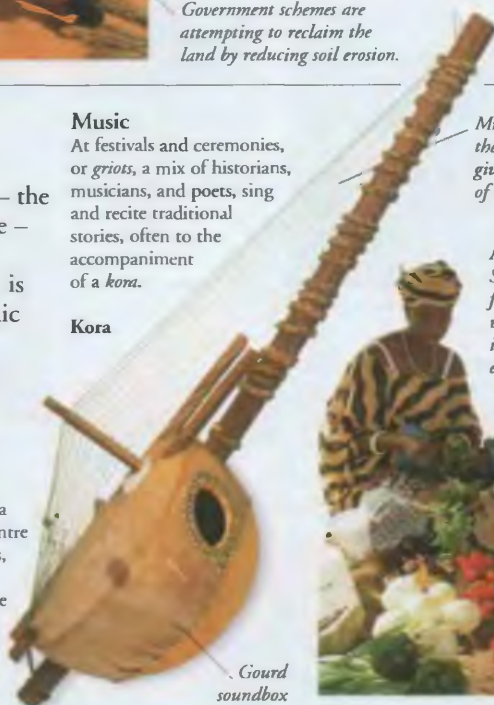 Government schemes are
attempting to reclaim the
land by reducing soil erosion.
Music
At festivals and ceremonies,
or griots, a mix of historians,
musicians, and poets, sing
and recite traditional
stories, often to the
accompaniment
of a kora.
Kora
– the
e –
is
ic
a
ntre
s,
e
Gourd
soundbox
M
the
giv
of
A
S
f
r
r
e